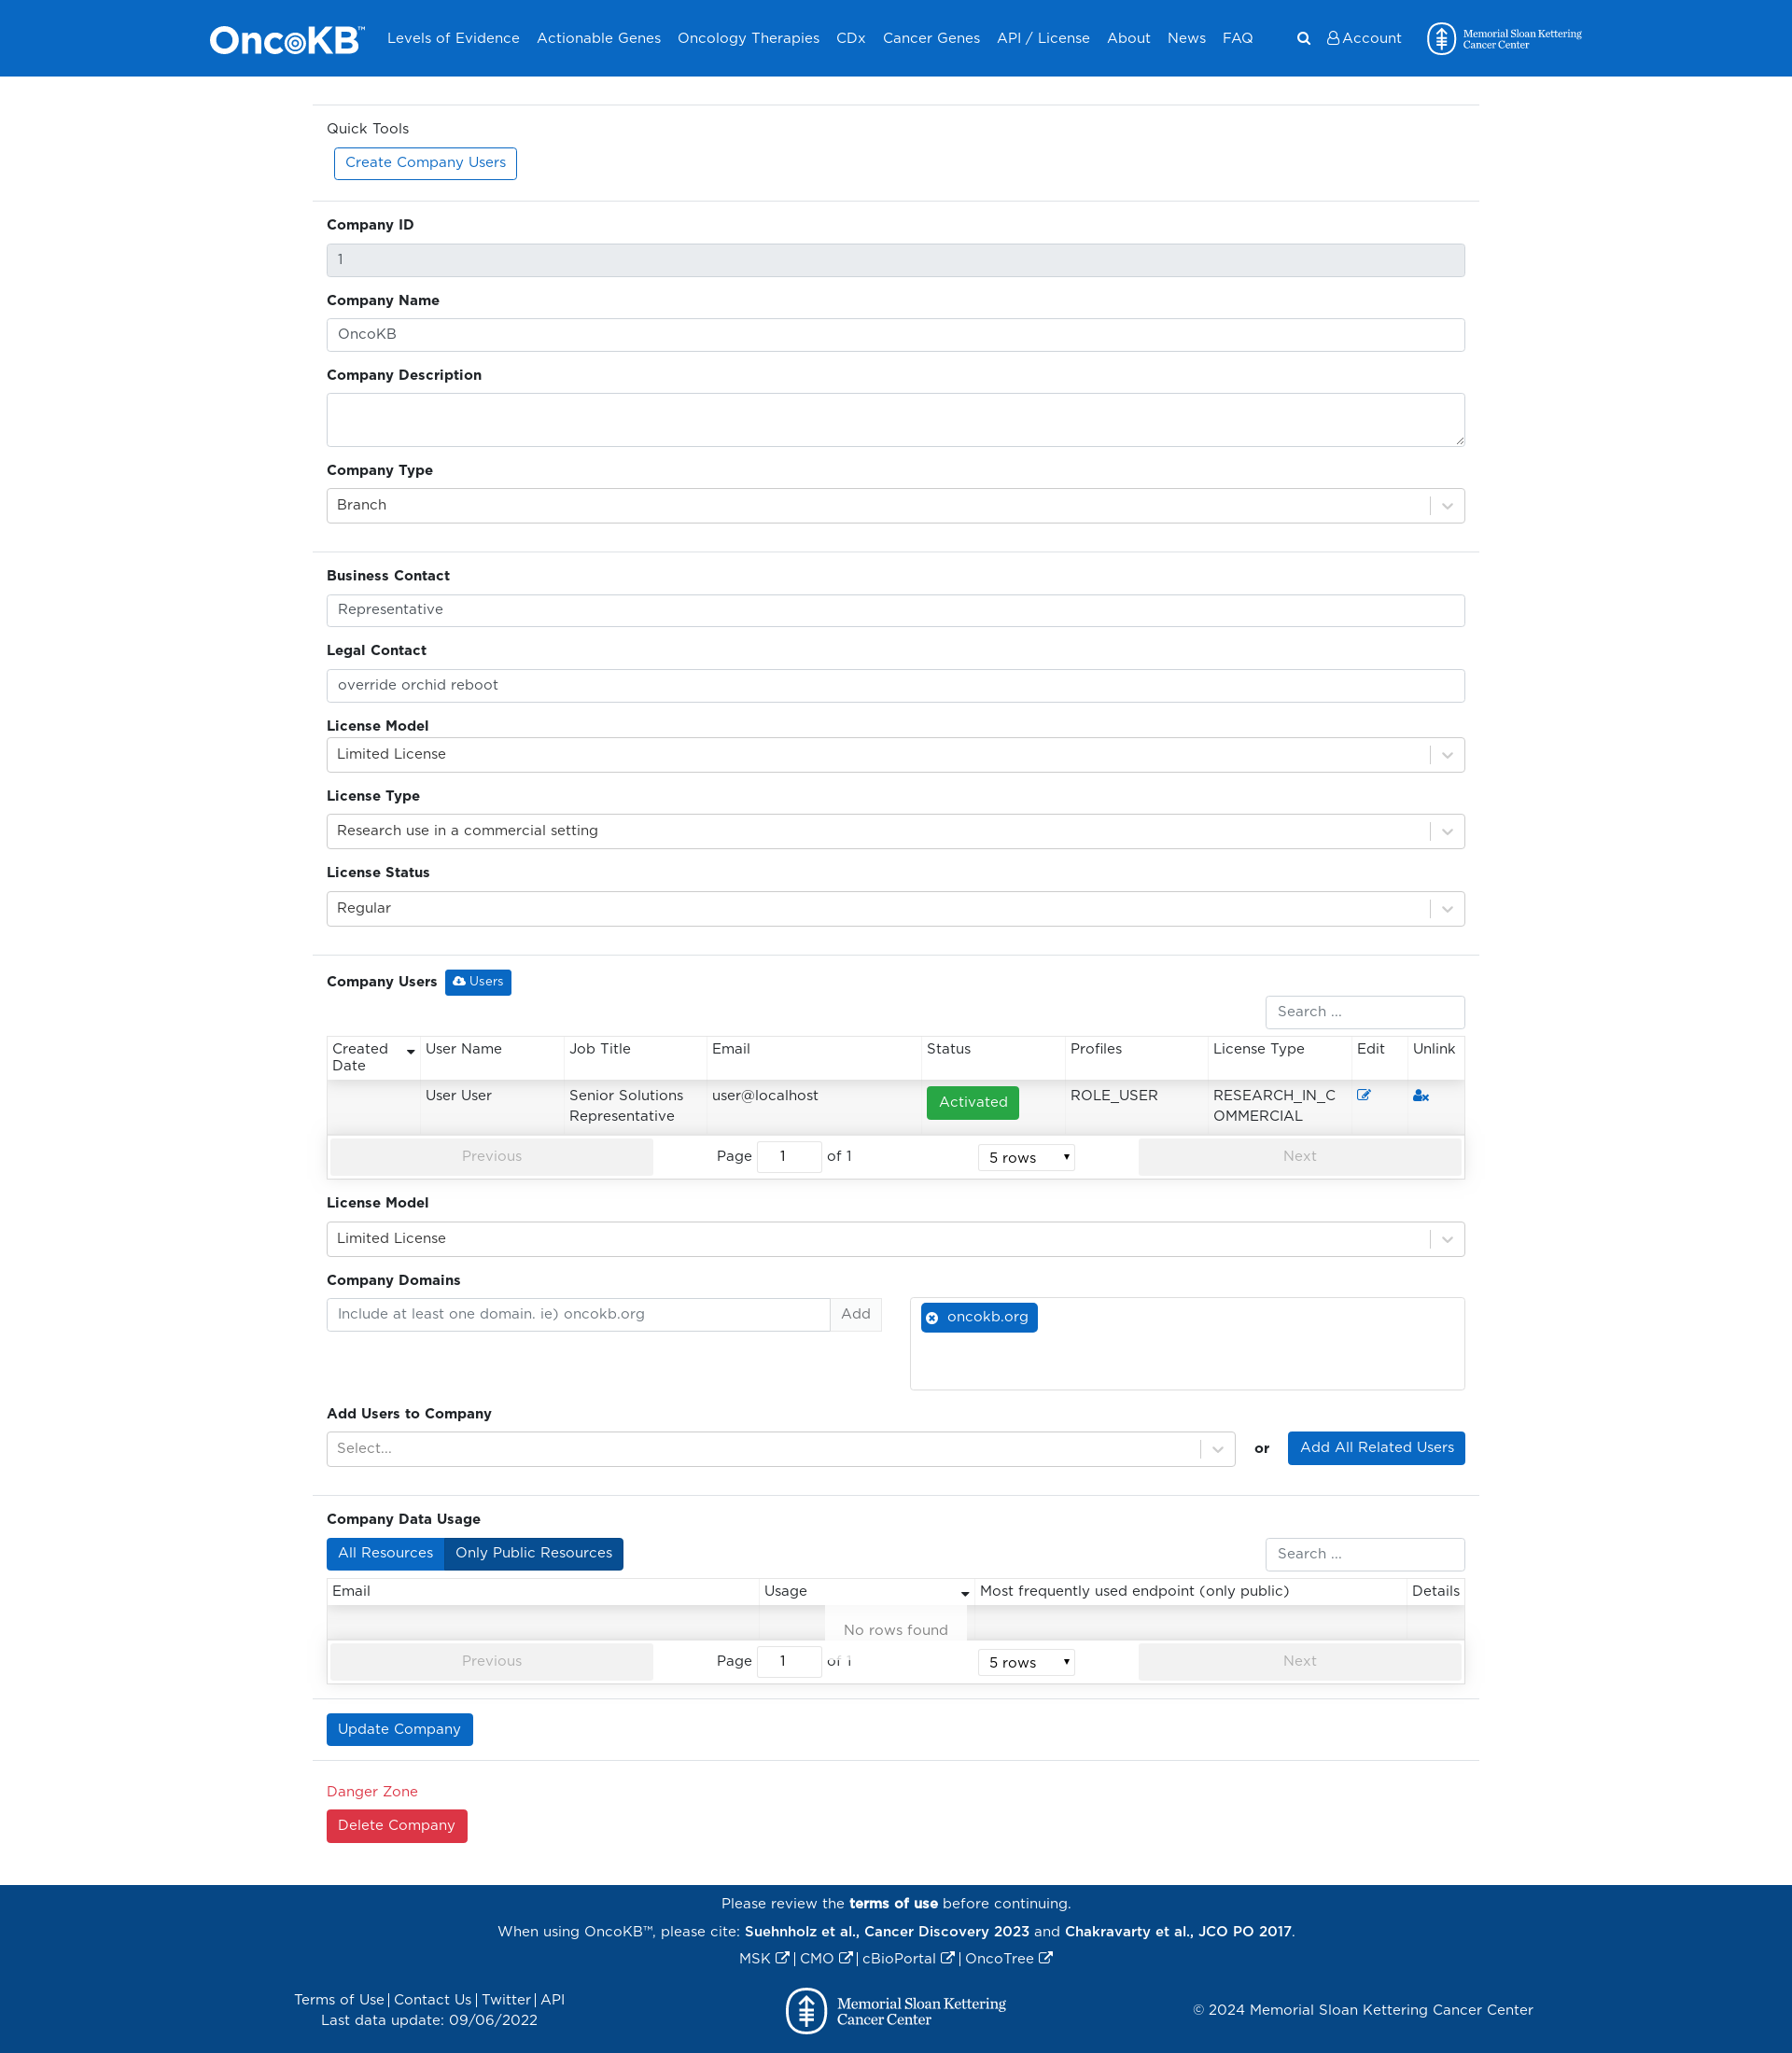 OncoKB™ Levels of Evidence Actionable Genes Oncology Therapies CDx Cancer Genes API / License About News FAQ Account Memorial Sloan Kettering Cancer Center
Quick Tools
Create Company Users
Company ID
1
Company Name
OncoKB
Company Description
Company Type
Branch
Business Contact
Representative
Legal Contact
override orchid reboot
License Model
Limited License
License Type
Research use in a commercial setting
License Status
Regular
Company Users Users
Search ...
Created Date User Name Job Title Email Status Profiles License Type Edit Unlink
User User Senior Solutions Representative user@localhost Activated ROLE_USER RESEARCH_IN_COMMERCIAL
Previous Page 1 of 1 5 rows Next
License Model
Limited License
Company Domains
Include at least one domain. ie) oncokb.org Add oncokb.org
Add Users to Company
Select... or Add All Related Users
Company Data Usage
All Resources Only Public Resources Search ...
Email Usage Most frequently used endpoint (only public) Details
No rows found
Previous Page 1 of 1 5 rows Next
Update Company
Danger Zone
Delete Company
Please review the terms of use before continuing.
When using OncoKB™, please cite: Suehnholz et al., Cancer Discovery 2023 and Chakravarty et al., JCO PO 2017.
MSK | CMO | cBioPortal | OncoTree
Terms of Use | Contact Us | Twitter | API
Last data update: 09/06/2022
Memorial Sloan Kettering
Cancer Center
© 2024 Memorial Sloan Kettering Cancer Center